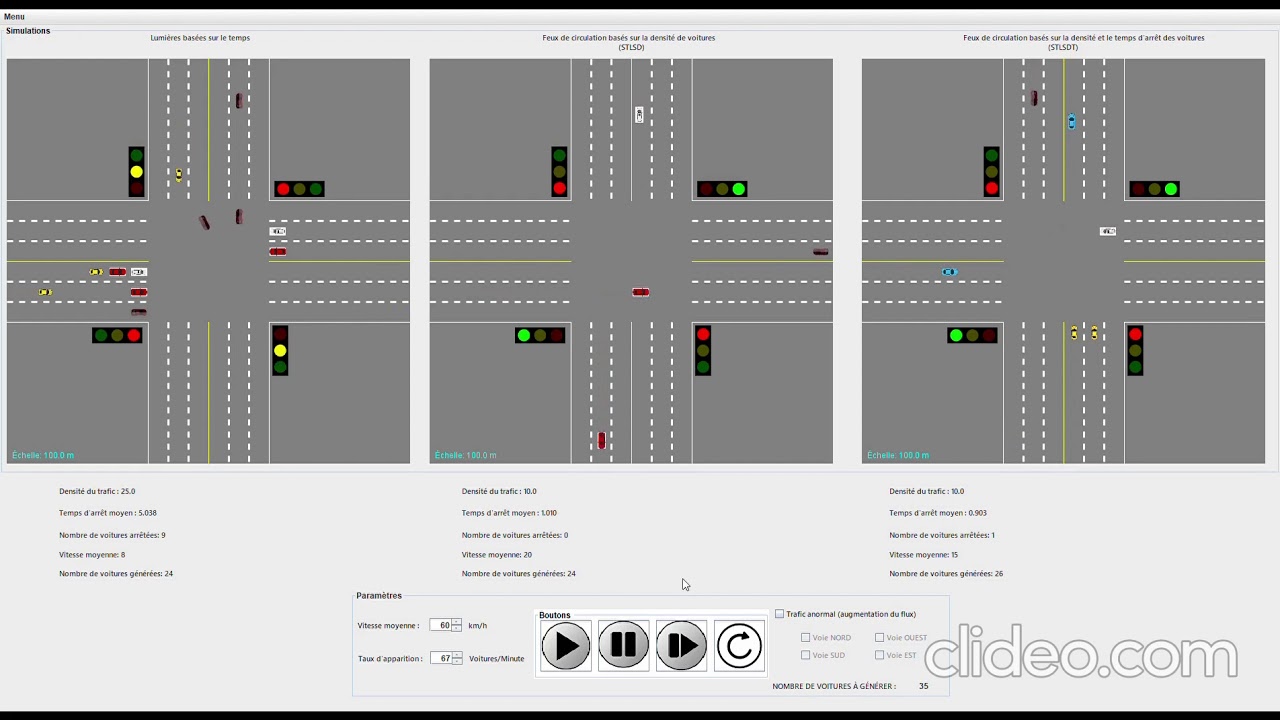 Menu
Simulations
Lumières basées sur le temps
Feux de circulation basés sur la densité de voitures
(STLSD)
Feux de circulation basés sur la densité et le temps d'arrêt des voitures
(STLSDT)
Échelle: 100.0 m
Échelle: 100.0 m
Échelle: 100.0 m
Densité du trafic : 25.0
Temps d'arrêt moyen : 5.038
Nombre de voitures arrêtées: 9
Vitesse moyenne: 8
Nombre de voitures générées: 24
Densité du trafic : 10.0
Temps d'arrêt moyen : 1.010
Nombre de voitures arrêtées: 0
Vitesse moyenne: 20
Nombre de voitures générées: 24
Densité du trafic : 10.0
Temps d'arrêt moyen : 0.903
Nombre de voitures arrêtées: 1
Vitesse moyenne: 15
Nombre de voitures générées: 26
Paramètres
Vitesse moyenne : 60 km/h
Taux d'apparition : 67 Voitures/Minute
Boutons
Trafic anormal (augmentation du flux)
Voie NORD Voie OUEST
Voie SUD Voie EST
NOMBRE DE VOITURES À GÉNÉRER : 35
clideo.com